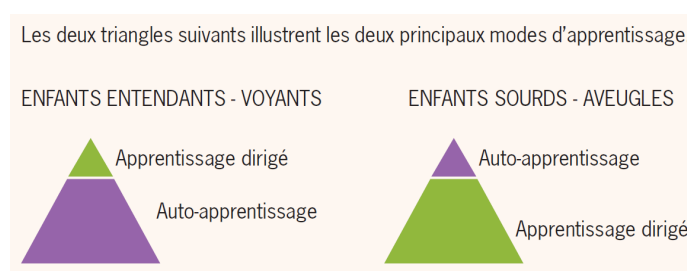 Les deux triangles suivants illustrent les deux principaux modes d’apprentissage
ENFANTS ENTENDANTS - VOYANTS
Apprentissage dirigé
Auto-apprentissage
ENFANTS SOURDS - AVEUGLES
Auto-apprentissage
Apprentissage dirigé